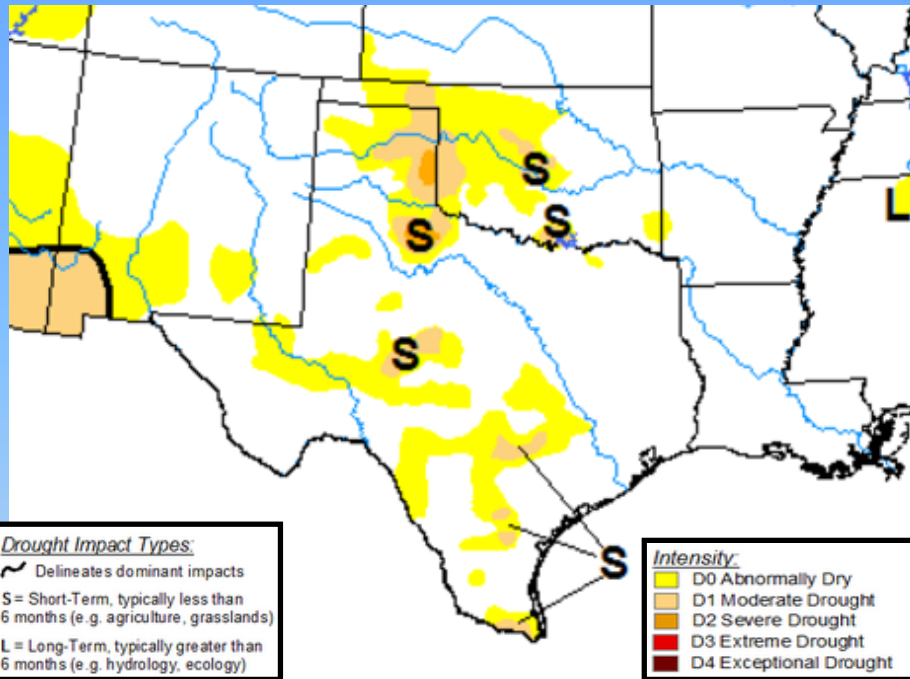 S
L
S
S
S
S
Drought Impact Types:
Delineates dominant impacts
S = Short-Term, typically less than
6 months (e.g. agriculture, grasslands)
L = Long-Term, typically greater than
6 months (e.g. hydrology, ecology)
Intensity:
D0 Abnormally Dry
D1 Moderate Drought
D2 Severe Drought
D3 Extreme Drought
D4 Exceptional Drought